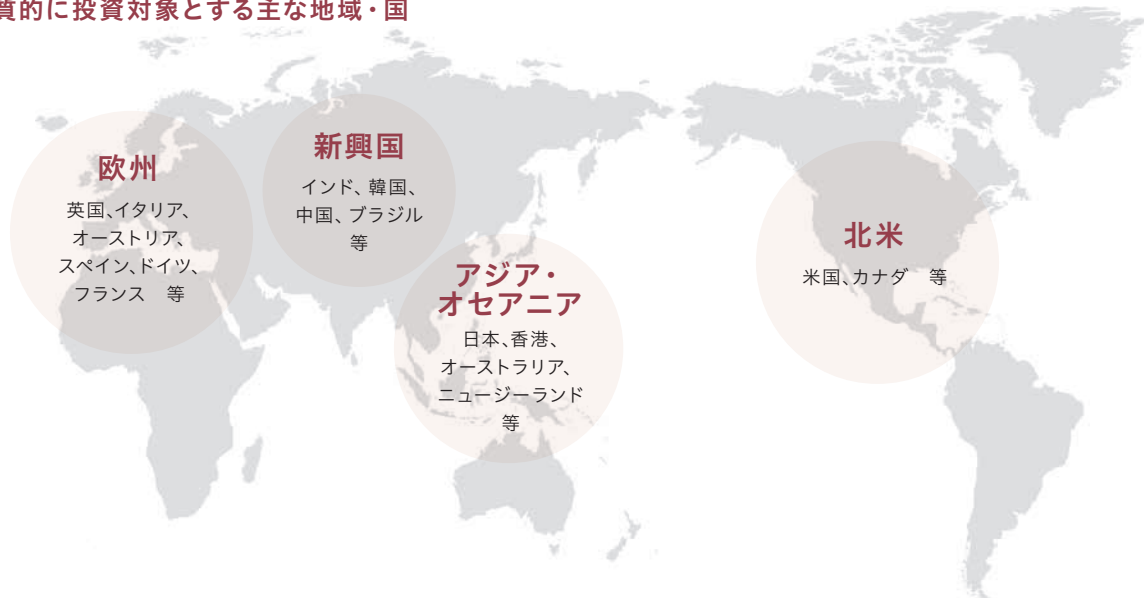 質的に投資対象とする主な地域・国
欧州
英国、イタリア、
オーストリア、
スペイン、ドイツ、
フランス　等
新興国
インド、韓国、
中国、ブラジル
等
アジア・
オセアニア
日本、香港、
オーストラリア、
ニュージーランド
等
北米
米国、カナダ　等